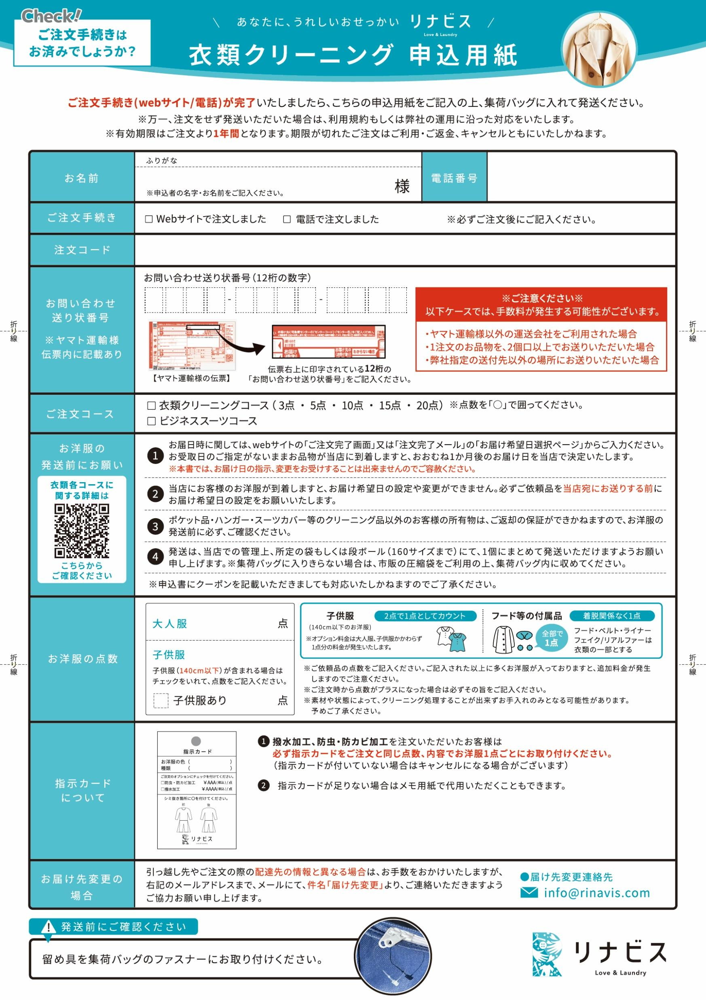 Check!
ご注文手続きは
お済みでしょうか？
あなたに、うれしいおせっかい リナビス
Love & Laundry
衣類クリーニング 申込用紙
ご注文手続き(webサイト/電話)が完了いたしましたら、こちらの申込用紙をご記入の上、集荷バッグに入れて発送ください。
※万一、注文をせず発送いただいた場合は、利用規約もしくは弊社の運用に沿った対応をいたします。
※有効期限はご注文より1年間となります。期限が切れたご注文はご利用・ご返金、キャンセルともにいたしかねます。
お名前
ふりがな
※申込者の名字・お名前をご記入ください。
様
電話番号
ご注文手続き
□ Webサイトで注文しました □ 電話で注文しました ※必ずご注文後にご記入ください。
注文コード
お問い合わせ
送り状番号
※ヤマト運輸様
伝票内に記載あり
お問い合わせ送り状番号（12桁の数字）
- -
【ヤマト運輸様の伝票】
お届け
わからない場合
伝票右上に印字されている12桁の
「お問い合わせ送り状番号」をご記入ください。
※ご注意ください※
以下ケースでは、手数料が発生する可能性がございます。
・ヤマト運輸様以外の運送会社をご利用された場合
・1注文のお品物を、2個口以上でお送りいただいた場合
・弊社指定の送付先以外の場所にお送りいただいた場合
折り線
折り線
ご注文コース
□ 衣類クリーニングコース（ 3点 ・ 5点 ・ 10点 ・ 15点 ・ 20点） ※点数を「○」で囲ってください。
□ ビジネススーツコース
お洋服の
発送前にお願い
衣類各コースに
関する詳細は
こちらから
ご確認ください
1 お届日時に関しては、webサイトの「ご注文完了画面」又は「注文完了メール」の「お届け希望日選択ページ」からご入力ください。
お受取日のご指定がないままお品物が当店に到着しますと、おおむね1か月後のお届け日を当店で決定いたします。
※本書では、お届け日の指示、変更をお受けすることは出来ませんのでご容赦ください。
2 当店にお客様のお洋服が到着しますと、お届け希望日の設定や変更ができません。必ずご依頼品を当店宛にお送りする前に
お届け希望日の設定をお願いいたします。
3 ポケット品・ハンガー・スーツカバー等のクリーニング品以外のお客様の所有物は、ご返却の保証ができかねますので、お洋服の
発送前に必ず、ご確認ください。
4 発送は、当店での管理上、所定の袋もしくは段ボール（160サイズまで）にて、1個にまとめて発送いただけますようお願い
申し上げます。※集荷バッグに入りきらない場合は、市販の圧縮袋をご利用の上、集荷バッグ内に収めてください。
※申込書にクーポンを記載いただきましても対応いたしかねますのでご了承ください。
お洋服の点数
大人服 点
子供服
子供服（140cm以下）が含まれる場合は
チェックをいれて、点数をご記入ください。
子供服あり 点
子供服 2点で1点としてカウント
(140cm以下のお洋服)
※オプション料金は大人服、子供服かかわらず
1点分の料金が発生いたします。
フード等の付属品 着脱関係なく1点
全部で
1点
フード・ベルト・ライナー
フェイク/リアルファーは
衣類の一部とする
※ご依頼品の点数をご記入ください。ご記入された以上に多くお洋服が入っておりますと、追加料金が発生
しますのでご注意ください。
※ご注文時から点数がプラスになった場合は必ずその旨をご記入ください。
※素材や状態によって、クリーニング処理することが出来ずお手入れのみとなる可能性があります。
予めご了承ください。
折り線
折り線
指示カード
について
指示カード
お洋服の色（ ）
種類 （ ）
ご注文のオプションにチェックを付けてください。
□防虫・防カビ加工 ￥AAA(税込)/点
□撥水加工 ￥AAAA(税込)/点
シミ抜き箇所に〇を付けてください。
前 後
リナビス
1 撥水加工、防虫・防カビ加工を注文いただいたお客様は
必ず指示カードをご注文と同じ点数、内容でお洋服1点ごとにお取り付けください。
（指示カードが付いていない場合はキャンセルになる場合がございます）
2 指示カードが足りない場合はメモ用紙で代用いただくこともできます。
お届け先変更の
場合
引っ越し先やご注文の際の配達先の情報と異なる場合は、お手数をおかけいたしますが、
右記のメールアドレスまで、メールにて、件名「届け先変更」より、ご連絡いただきますよう
ご協力お願い申し上げます。
●届け先変更連絡先
info@rinavis.com
! 発送前にご確認ください
留め具を集荷バッグのファスナーにお取り付けください。
リナビス
Love & Laundry